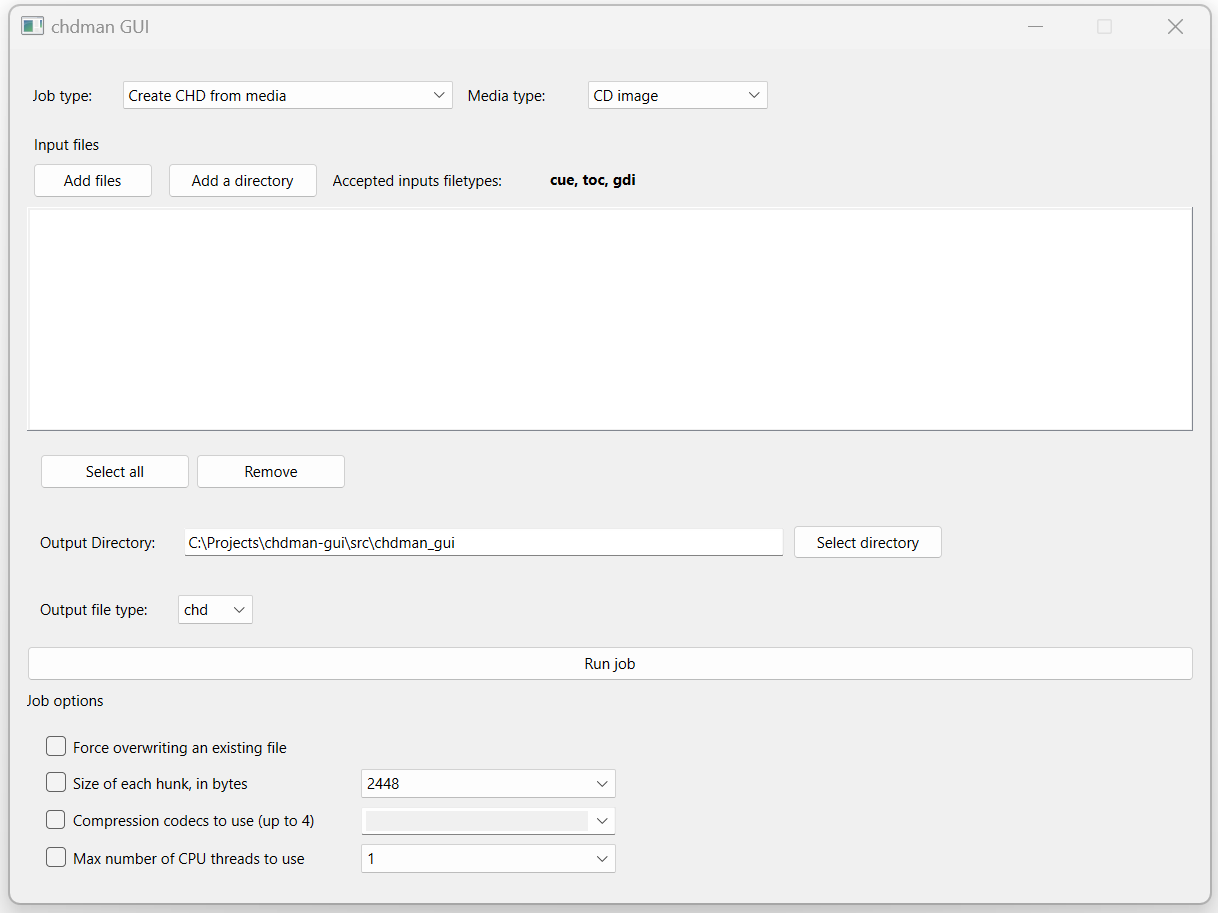 chdman GUI
Job type: Create CHD from media Media type: CD image
Input files
Add files Add a directory Accepted inputs filetypes: cue, toc, gdi
Select all Remove
Output Directory: C:\Projects\chdman-gui\src\chdman_gui Select directory
Output file type: chd
Run job
Job options
Force overwriting an existing file
Size of each hunk, in bytes 2448
Compression codecs to use (up to 4)
Max number of CPU threads to use 1